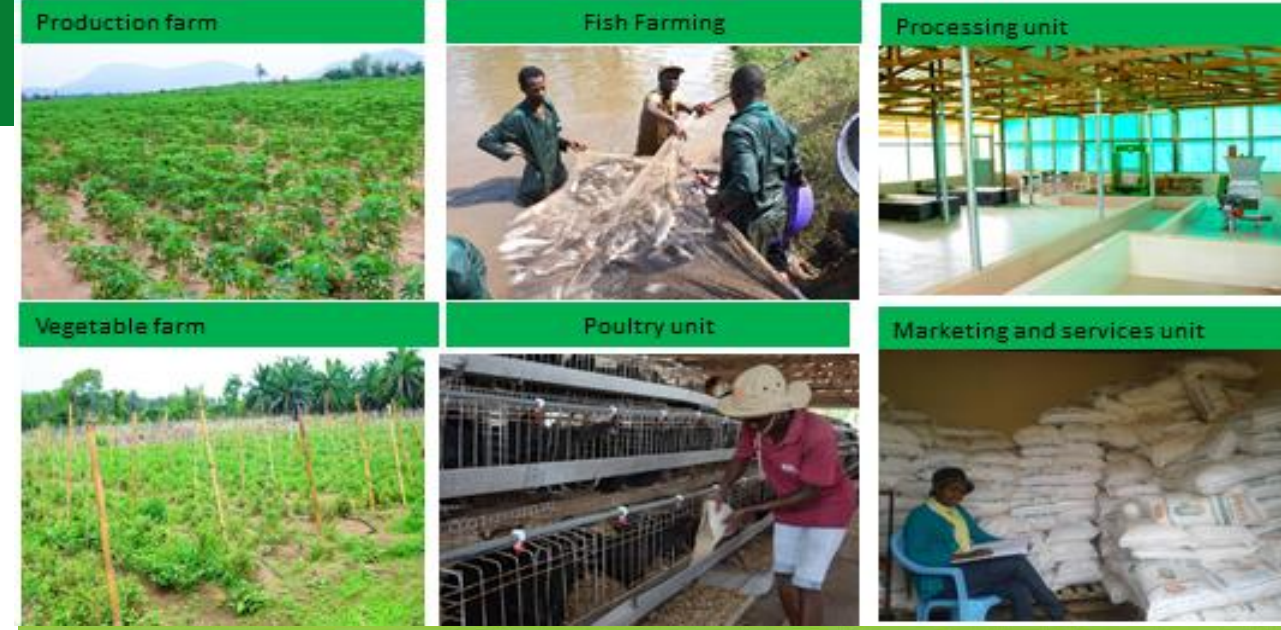 Production farm
Fish Farming
Processing unit
Vegetable farm
Poultry unit
Marketing and services unit